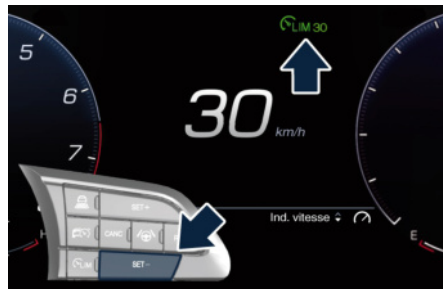 LIM 30
5
6
7
30 km/h
Ind. vitesse
H
E
SET+
CANC
LIM
SET-